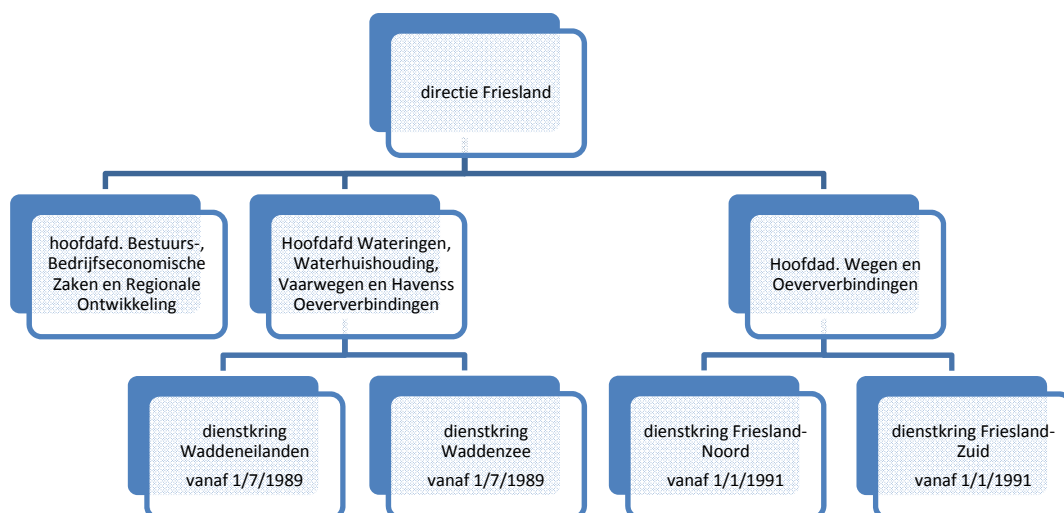 directie Friesland
hoofdafd. Bestuurs-,
Bedrijfseconomische
Zaken en Regionale
Ontwikkeling
Hoofdafd Wateringen,
Waterhuishouding,
Vaarwegen en Havenss
Oeververbindingen
Hoofdad. Wegen en
Oeververbindingen
dienstkring
Waddeneilanden
vanaf 1/7/1989
dienstkring
Waddenzee
vanaf 1/7/1989
dienstkring Friesland-
Noord
vanaf 1/1/1991
dienstkring Friesland-
Zuid
vanaf 1/1/1991